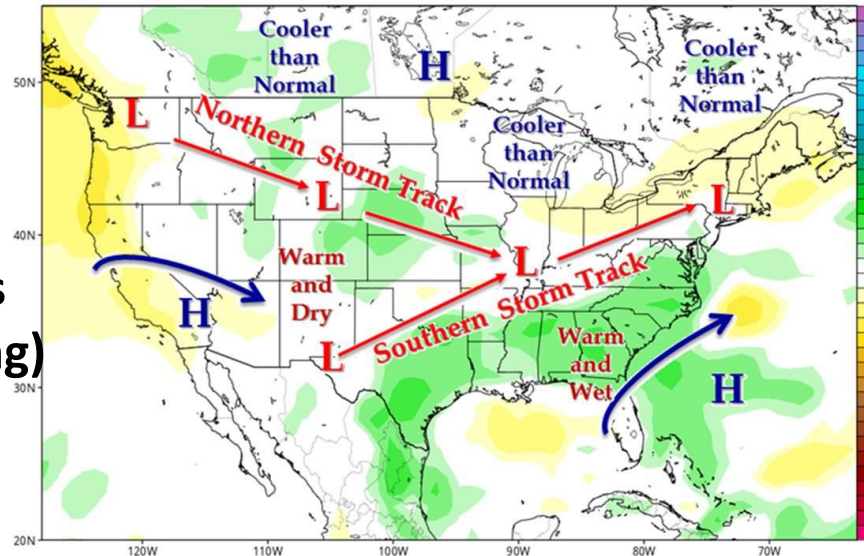 Cooler
than
Normal
H
Cooler
than
Normal
50N
L
Northern Storm Track
Cooler
than
Normal
L
L
40N
Warm
and
Dry
L
s
H
Southern Storm Track
g)
L
Warm
and
Wet
H
30N
20N
120W
110W
100W
90W
80W
70W